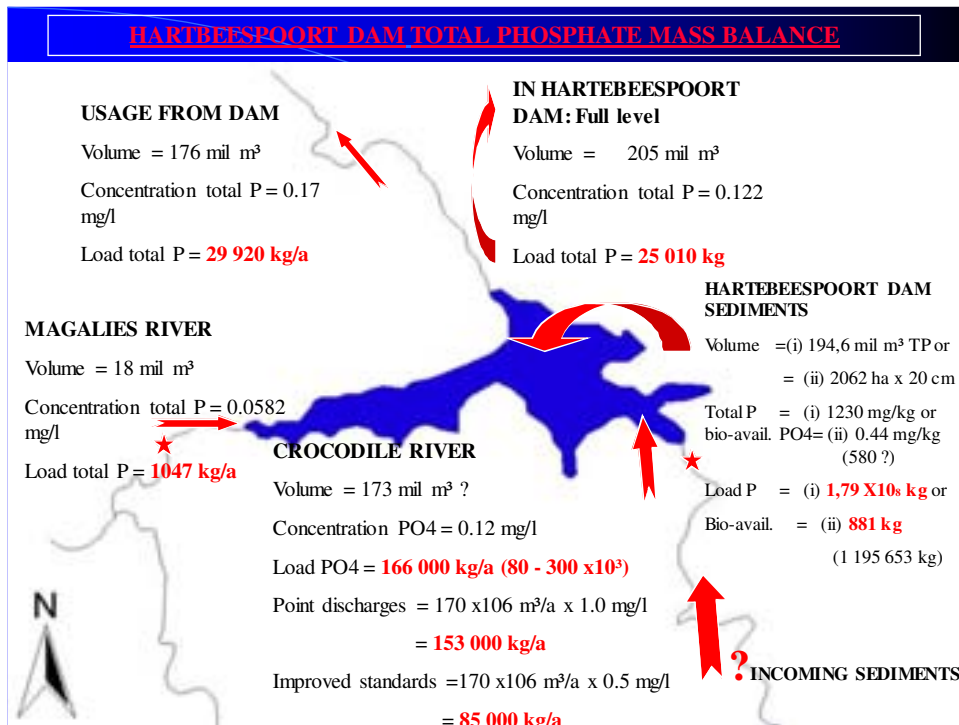 HARTBEESPOORT DAM TOTAL PHOSPHATE MASS BALANCE
USAGE FROM DAM
Volume = 176 mil m³
Concentration total P = 0.17
mg/l
Load total P = 29 920 kg/a
IN HARTEBEESPOORT
DAM: Full level
Volume = 205 mil m³
Concentration total P = 0.122
mg/l
Load total P = 25 010 kg
HARTEBEESPOORT DAM
SEDIMENTS
Volume =(i) 194,6 mil m³ TP or
= (ii) 2062 ha x 20 cm
Total P = (i) 1230 mg/kg or
bio-avail. PO4= (ii) 0.44 mg/kg
(580 ?)
Load P = (i) 1,79 X10₈ kg or
Bio-avail. = (ii) 881 kg
(1 195 653 kg)
MAGALIES RIVER
Volume = 18 mil m³
Concentration total P = 0.0582
mg/l
Load total P = 1047 kg/a
CROCODILE RIVER
Volume = 173 mil m³ ?
Concentration PO4 = 0.12 mg/l
Load PO4 = 166 000 kg/a (80 - 300 x10³)
Point discharges = 170 x106 m³/a x 1.0 mg/l
= 153 000 kg/a
Improved standards =170 x106 m³/a x 0.5 mg/l
= 85 000 kg/a
? INCOMING SEDIMENTS
N